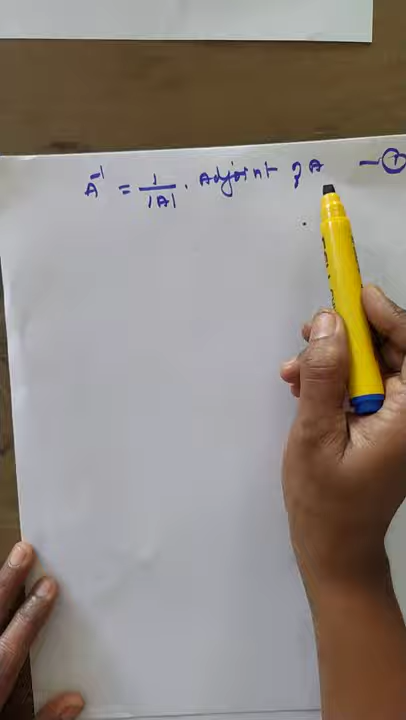 A⁻¹ = 1/|A| . Adjoint of A —①